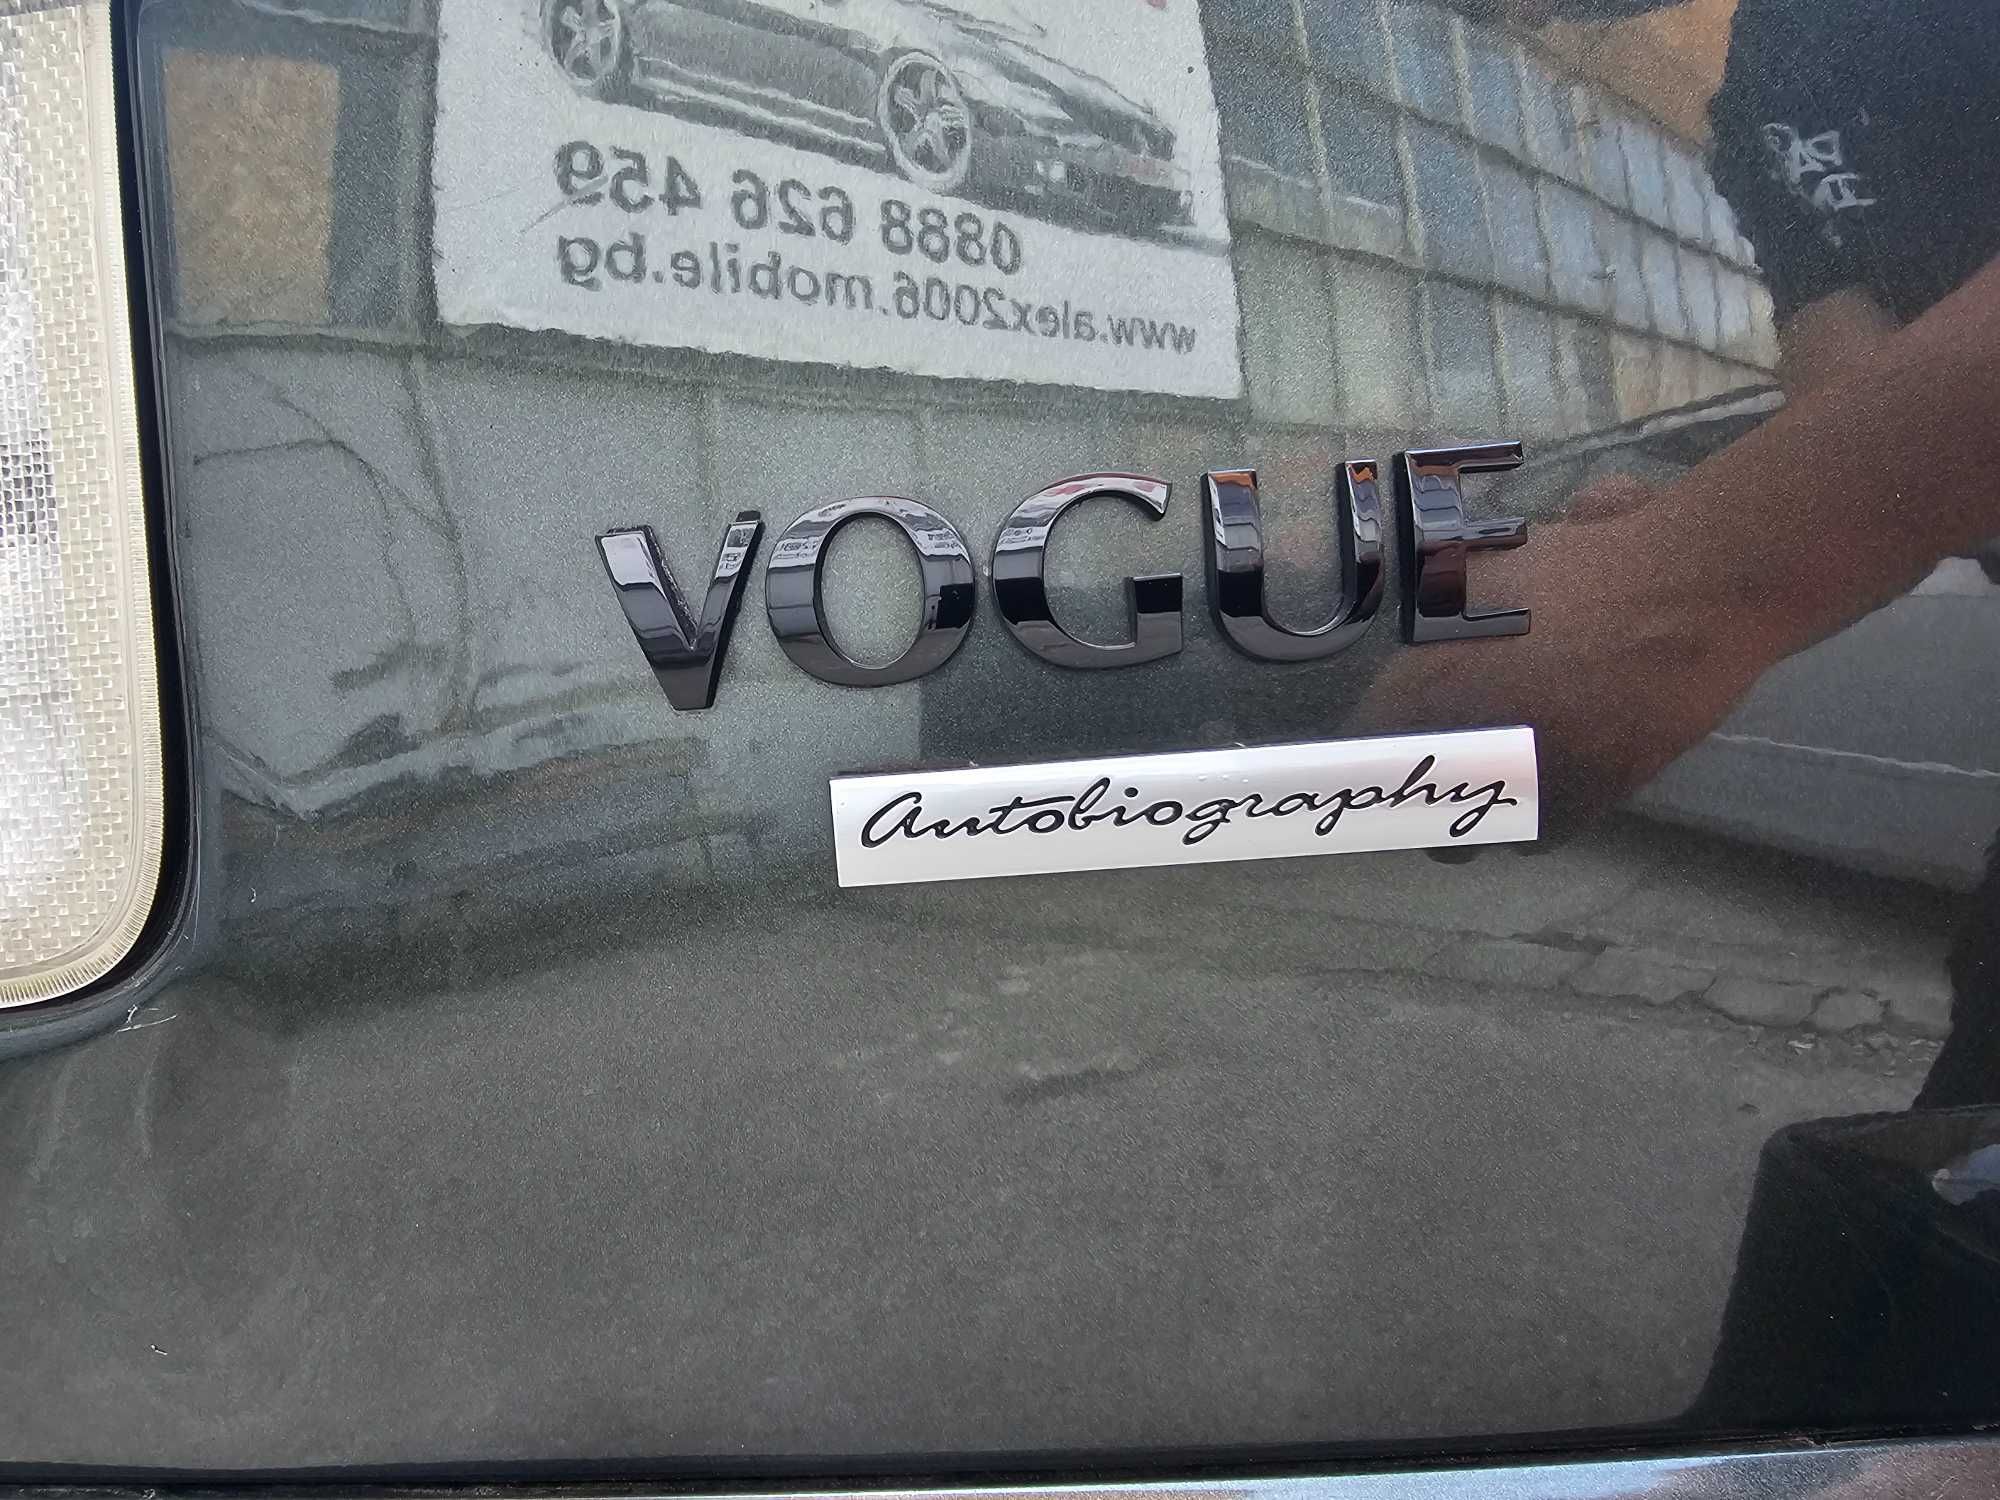 0888 626 459
www.alex2006.mobile.bg
VOGUE
Autobiography